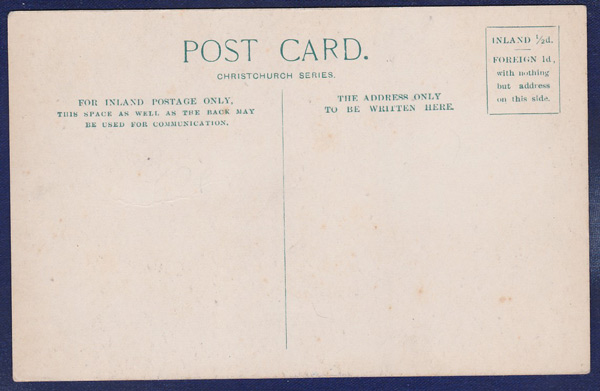 POST CARD.
CHRISTCHURCH SERIES.
INLAND ½d.
FOREIGN 1d,
with nothing
but address
on this side.
FOR INLAND POSTAGE ONLY,
THIS SPACE AS WELL AS THE BACK MAY
BE USED FOR COMMUNICATION.
THE ADDRESS ONLY
TO BE WRITTEN HERE.